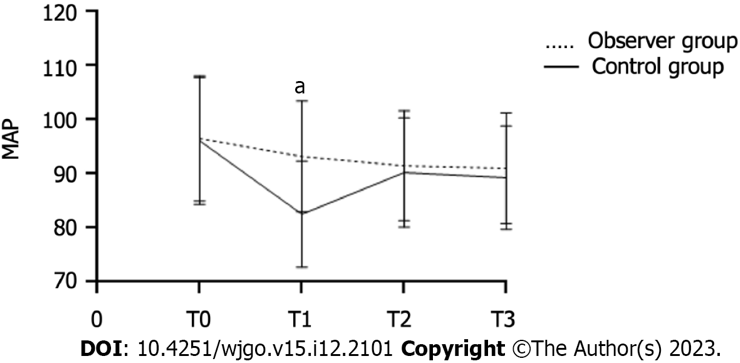 120
110
100
90
80
70
MAP
a
Observer group
Control group
0 T0 T1 T2 T3
DOI: 10.4251/wjgo.v15.i12.2101 Copyright ©The Author(s) 2023.